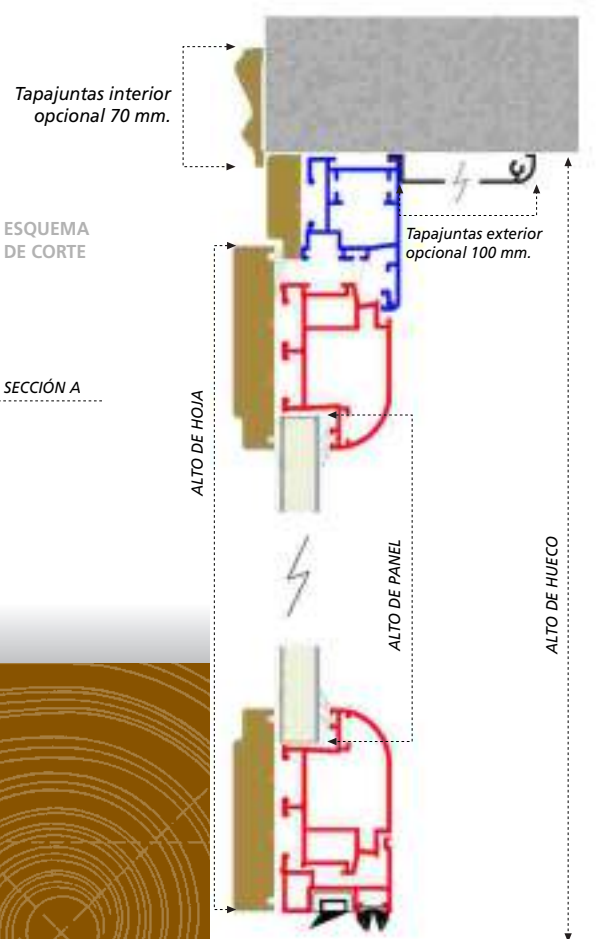 Tapajuntas interior
opcional 70 mm.
ESQUEMA
DE CORTE
Tapajuntas exterior
opcional 100 mm.
SECCIÓN A
ALTO DE HOJA
ALTO DE PANEL
ALTO DE HUECO